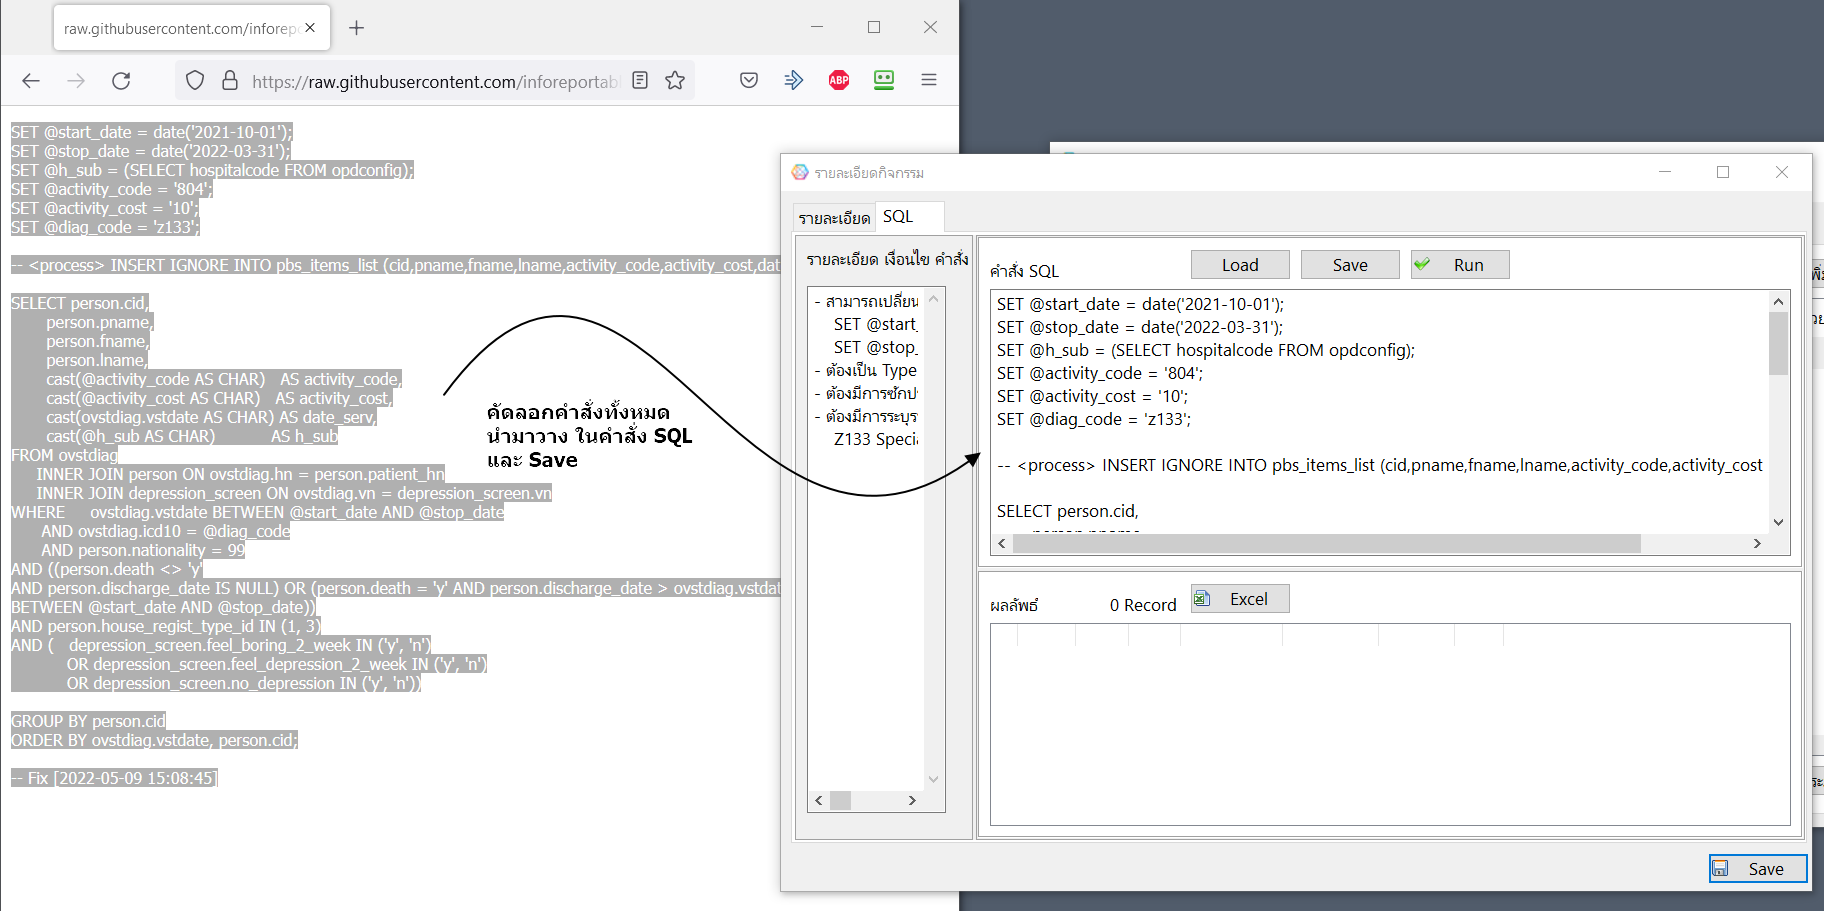 raw.githubusercontent.com/inforep
https://raw.githubusercontent.com/inforeportab
ABP
SET @start_date = date('2021-10-01');
SET @stop_date = date('2022-03-31');
SET @h_sub = (SELECT hospitalcode FROM opdconfig);
SET @activity_code = '804';
SET @activity_cost = '10';
SET @diag_code = 'z133';
-- <process> INSERT IGNORE INTO pbs_items_list (cid,pname,fname,lname,activity_code,activity_cost,dat
SELECT person.cid,
person.pname,
person.fname,
person.lname,
cast(@activity_code AS CHAR) AS activity_code,
cast(@activity_cost AS CHAR) AS activity_cost,
cast(ovstdiag.vstdate AS CHAR) AS date_serv,
cast(@h_sub AS CHAR) AS h_sub
FROM ovstdiag
INNER JOIN person ON ovstdiag.hn = person.patient_hn
INNER JOIN depression_screen ON ovstdiag.vn = depression_screen.vn
WHERE ovstdiag.vstdate BETWEEN @start_date AND @stop_date
AND ovstdiag.icd10 = @diag_code
AND person.nationality = 99
AND ((person.death <> 'y'
AND person.discharge_date IS NULL) OR (person.death = 'y' AND person.discharge_date > ovstdiag.vstdat
BETWEEN @start_date AND @stop_date))
AND person.house_regist_type_id IN (1, 3)
AND ( depression_screen.feel_boring_2_week IN ('y', 'n')
OR depression_screen.feel_depression_2_week IN ('y', 'n')
OR depression_screen.no_depression IN ('y', 'n'))
GROUP BY person.cid
ORDER BY ovstdiag.vstdate, person.cid;
-- Fix [2022-05-09 15:08:45]
คัดลอกคำสั่งทั้งหมด
นำมาวาง ในคำสั่ง SQL
และ Save
รายละเอียดกิจกรรม
รายละเอียด SQL
รายละเอียด เงื่อนไข คำสั่ง
- สามารถเปลี่ยน
SET @start_
SET @stop_
- ต้องเป็น Type
- ต้องมีการซักป
- ต้องมีการระบุร
Z133 Specia
คำสั่ง SQL
Load
Save
Run
SET @start_date = date('2021-10-01');
SET @stop_date = date('2022-03-31');
SET @h_sub = (SELECT hospitalcode FROM opdconfig);
SET @activity_code = '804';
SET @activity_cost = '10';
SET @diag_code = 'z133';
-- <process> INSERT IGNORE INTO pbs_items_list (cid,pname,fname,lname,activity_code,activity_cost
SELECT person.cid,
ผลลัพธ์
0 Record
Excel
Save